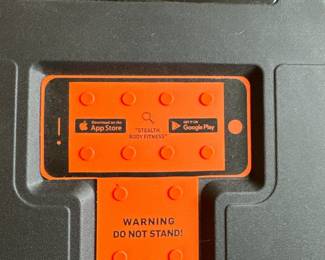 Download on the
App Store
GET IT ON
Google Play
"STEALTH
BODY FITNESS"
WARNING
DO NOT STAND!